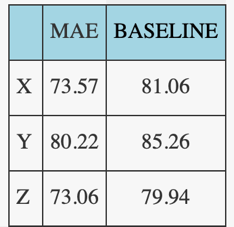 MAE BASELINE
X 73.57 81.06
Y 80.22 85.26
Z 73.06 79.94